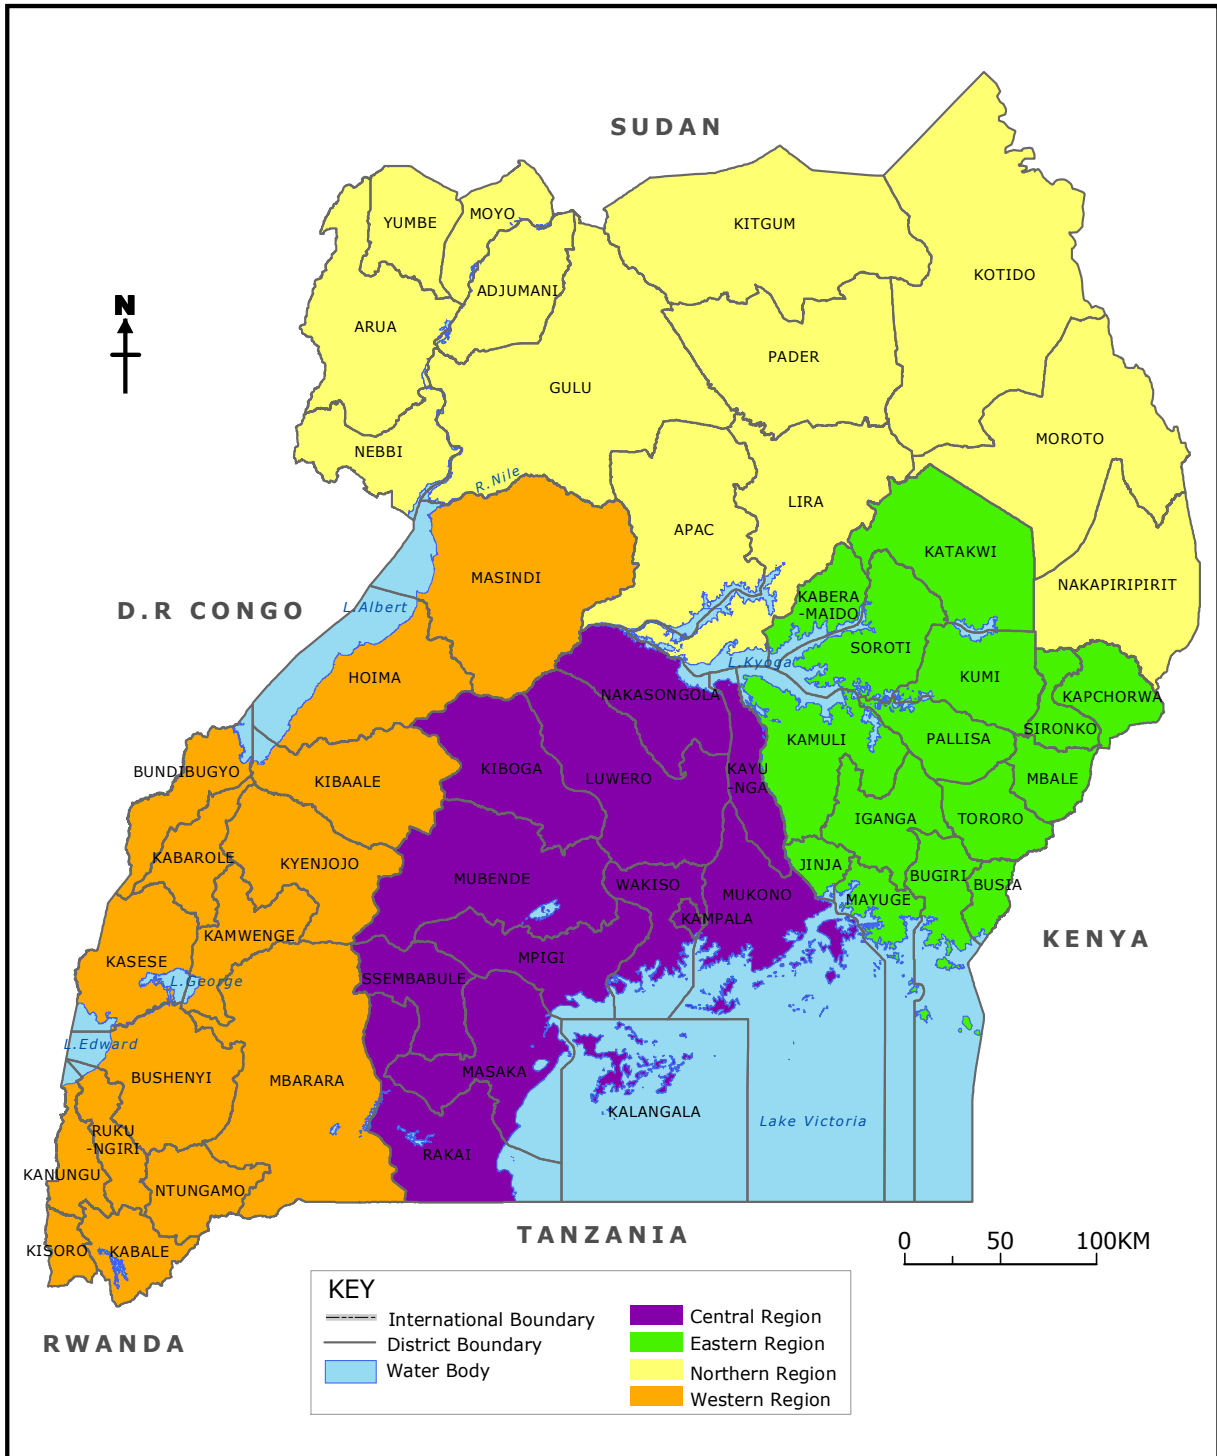 SUDAN
YUMBE
MOYO
KITGUM
KOTIDO
ADJUMANI
N
ARUA
PADER
GULU
MOROTO
NEBBI
R.Nile
LIRA
APAC
KATAKWI
MASINDI
NAKAPIRIPIRIT
KABERA
-MAIDO
D.R CONGO
L.Albert
SOROTI
L.Kyoga
HOIMA
KUMI
NAKASONGOLA
KAPCHORWA
SIRONKO
KAMULI
PALLISA
BUNDIBUGYO
KIBOGA
KAYU
-NGA
LUWERO
KIBAALE
MBALE
IGANGA
TORORO
KABAROLE
KYENJOJO
JINJA
MUBENDE
WAKISO
BUGIRI
BUSIA
MUKONO
MAYUGE
KAMPALA
KAMWENGE
KENYA
KASESE
MPIGI
L.George
SSEMBABULE
L.Edward
BUSHENYI
MBARARA
MASAKA
KALANGALA
Lake Victoria
RUKU
-NGIRI
RAKAI
KANUNGU
NTUNGAMO
TANZANIA
KISORO
KABALE
0 50 100KM
RWANDA
KEY
International Boundary
District Boundary
Water Body
Central Region
Eastern Region
Northern Region
Western Region